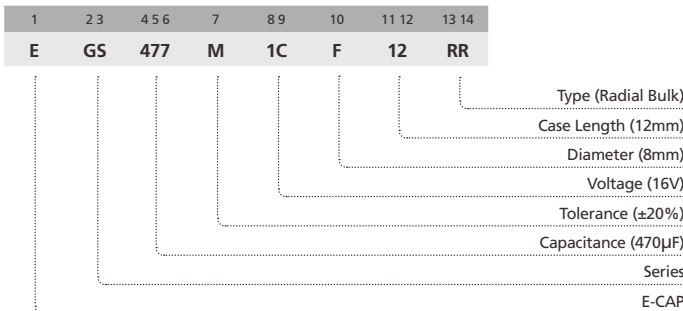 1 2 3 4 5 6 7 8 9 10 11 12 13 14
E GS 477 M 1C F 12 RR
Type (Radial Bulk)
Case Length (12mm)
Diameter (8mm)
Voltage (16V)
Tolerance (±20%)
Capacitance (470µF)
Series
E-CAP